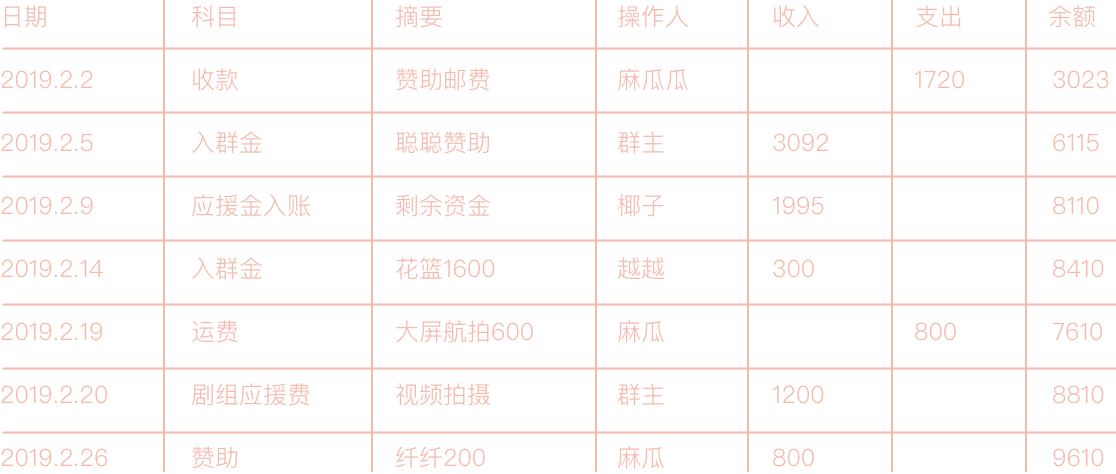 日期 科目 摘要 操作人 收入 支出 余额
2019.2.2 收款 赞助邮费 麻瓜瓜 1720 3023
2019.2.5 入群金 聪聪赞助 群主 3092 6115
2019.2.9 应援金入账 剩余资金 椰子 1995 8110
2019.2.14 入群金 花篮1600 越越 300 8410
2019.2.19 运费 大屏航拍600 麻瓜 800 7610
2019.2.20 剧组应援费 视频拍摄 群主 1200 8810
2019.2.26 赞助 纤纤200 麻瓜 800 9610